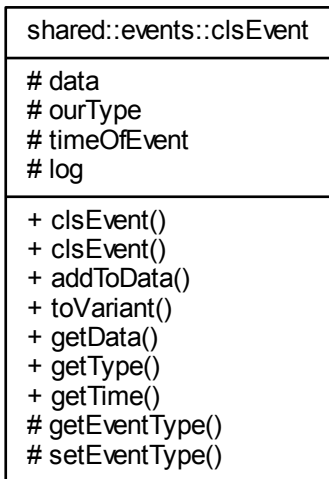 shared::events::clsEvent
# data
# ourType
# timeOfEvent
# log
+ clsEvent()
+ clsEvent()
+ addToData()
+ toVariant()
+ getData()
+ getType()
+ getTime()
# getEventType()
# setEventType()